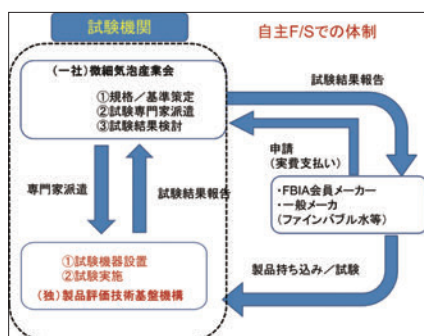 試験機関
自主F/Sでの体制
(一社)微細気泡産業会
①規格／基準策定
②試験専門家派遣
③試験結果検討
試験結果報告
申請
(実費支払い)
・FBIA会員メーカー
・一般メーカ
(ファインバブル水等)
専門家派遣
試験結果報告
①試験機器設置
②試験実施
(独)製品評価技術基盤機構
製品持ち込み／試験